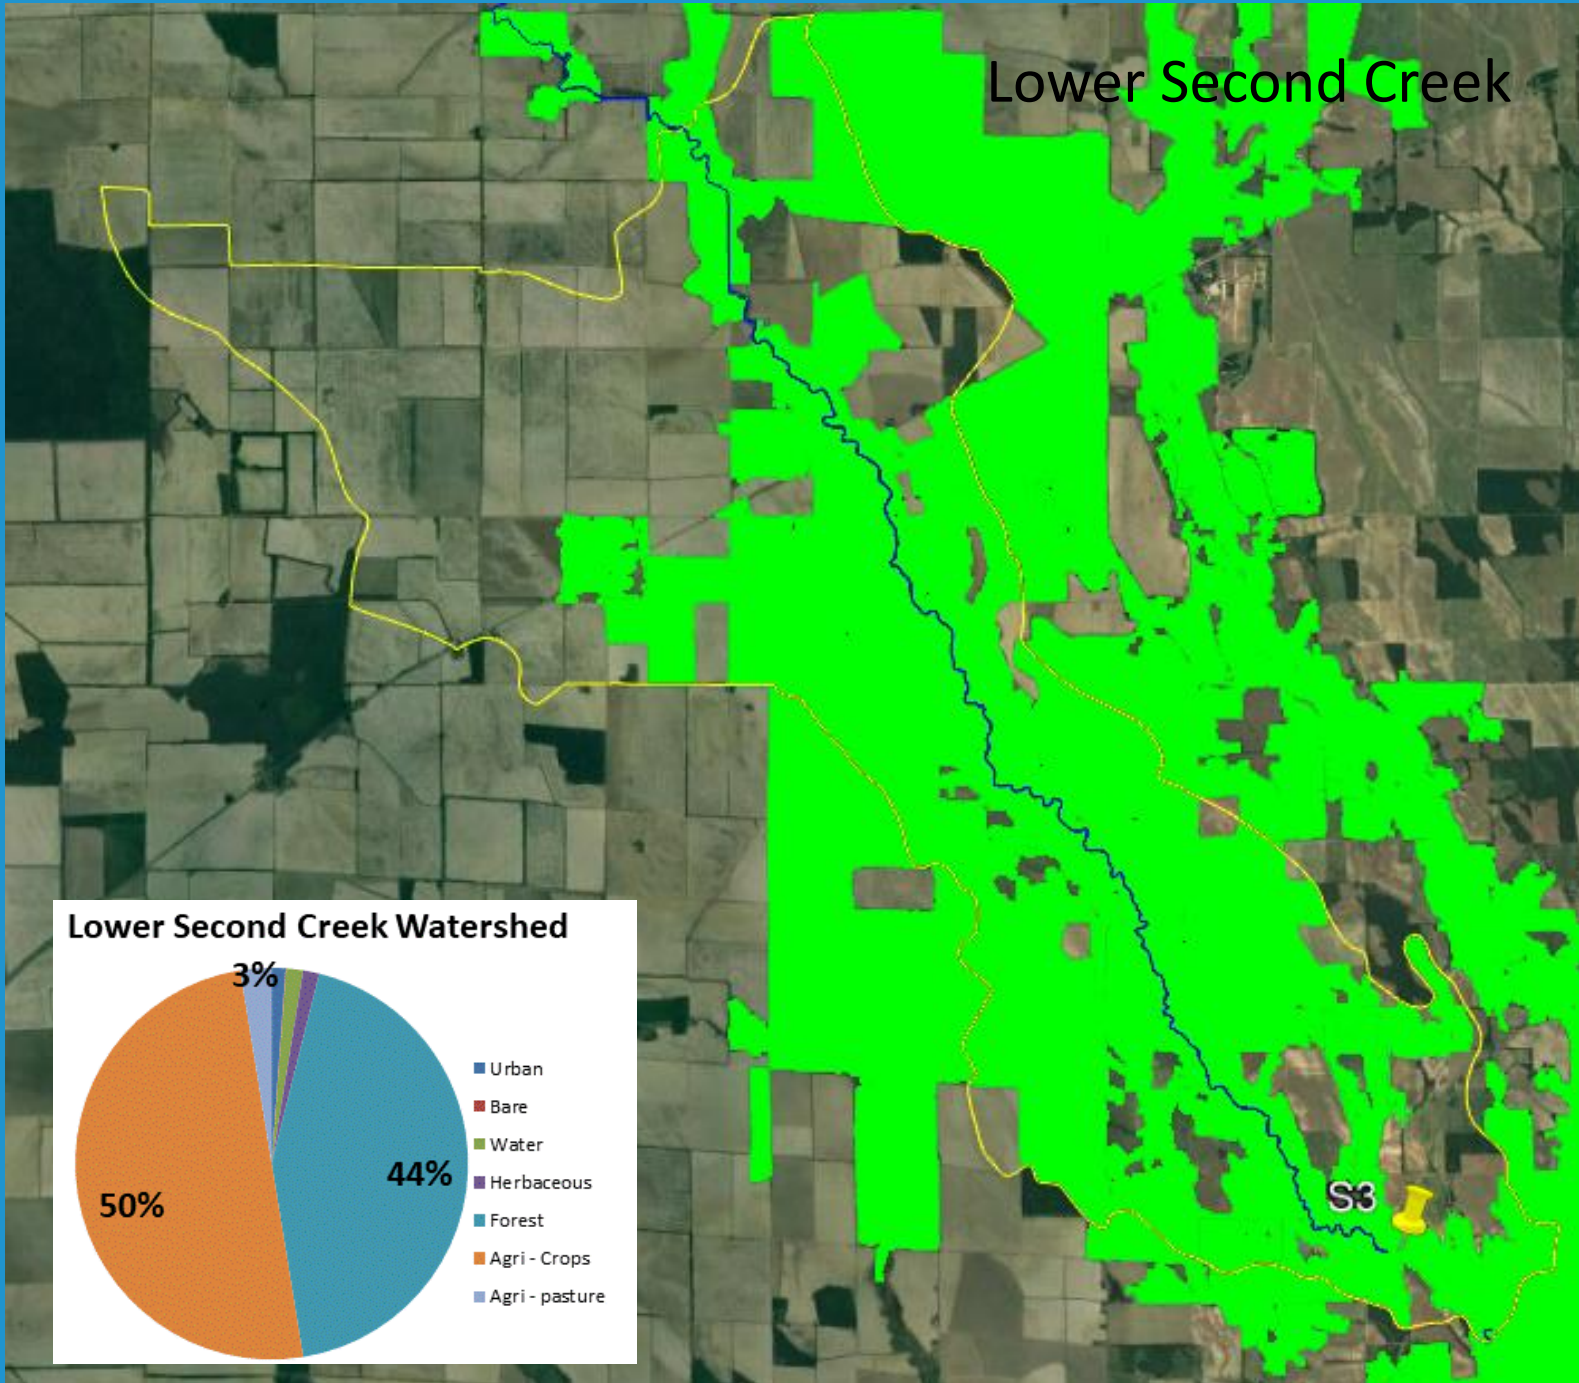 Lower Second Creek
S3
Lower Second Creek Watershed
3%
44%
50%
Urban
Bare
Water
Herbaceous
Forest
Agri - Crops
Agri - pasture